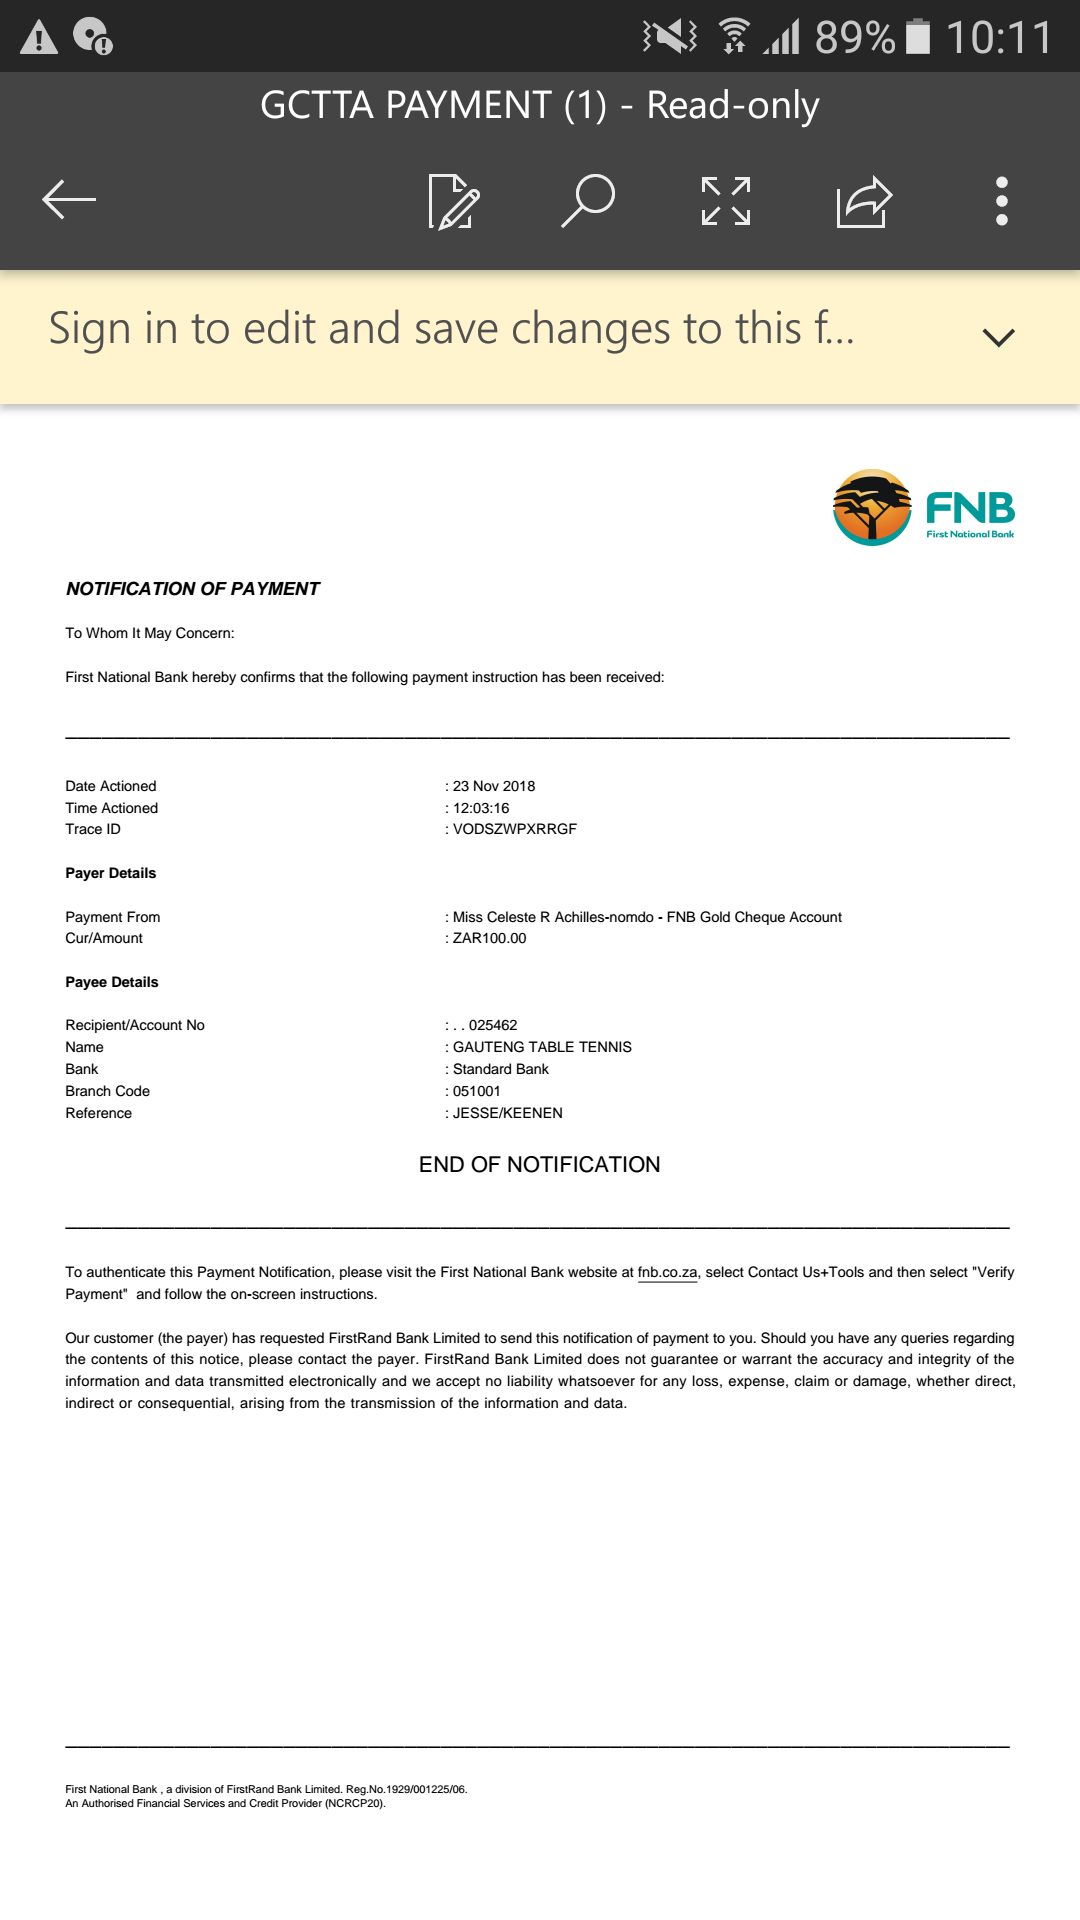 89% 10:11
GCTTA PAYMENT (1) - Read-only
Sign in to edit and save changes to this f...
FNB
First National Bank
NOTIFICATION OF PAYMENT
To Whom It May Concern:
First National Bank hereby confirms that the following payment instruction has been received:
Date Actioned : 23 Nov 2018
Time Actioned : 12:03:16
Trace ID : VODSZWPXRRGF
Payer Details
Payment From : Miss Celeste R Achilles-nomdo - FNB Gold Cheque Account
Cur/Amount : ZAR100.00
Payee Details
Recipient/Account No : . . 025462
Name : GAUTENG TABLE TENNIS
Bank : Standard Bank
Branch Code : 051001
Reference : JESSE/KEENEN
END OF NOTIFICATION
To authenticate this Payment Notification, please visit the First National Bank website at fnb.co.za, select Contact Us+Tools and then select "Verify
Payment" and follow the on-screen instructions.
Our customer (the payer) has requested FirstRand Bank Limited to send this notification of payment to you. Should you have any queries regarding
the contents of this notice, please contact the payer. FirstRand Bank Limited does not guarantee or warrant the accuracy and integrity of the
information and data transmitted electronically and we accept no liability whatsoever for any loss, expense, claim or damage, whether direct,
indirect or consequential, arising from the transmission of the information and data.
First National Bank , a division of FirstRand Bank Limited. Reg.No.1929/001225/06.
An Authorised Financial Services and Credit Provider (NCRCP20).